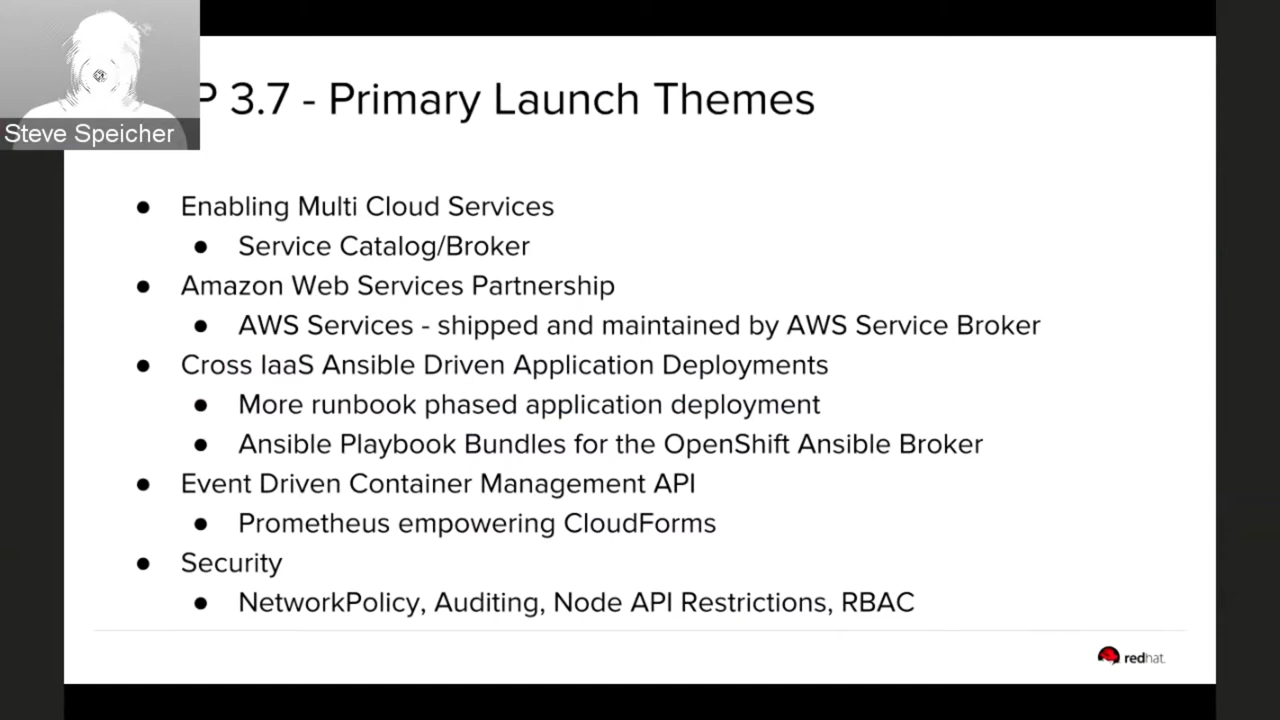 Steve Speicher
P 3.7 - Primary Launch Themes
● Enabling Multi Cloud Services
● Service Catalog/Broker
● Amazon Web Services Partnership
● AWS Services - shipped and maintained by AWS Service Broker
● Cross IaaS Ansible Driven Application Deployments
● More runbook phased application deployment
● Ansible Playbook Bundles for the OpenShift Ansible Broker
● Event Driven Container Management API
● Prometheus empowering CloudForms
● Security
● NetworkPolicy, Auditing, Node API Restrictions, RBAC
redhat.